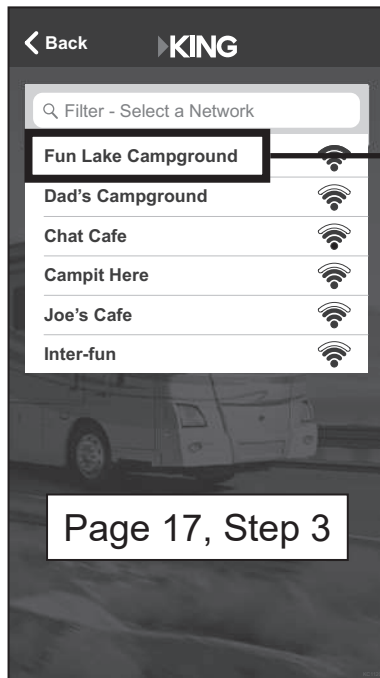 Back
KING
Filter - Select a Network
Fun Lake Campground
Dad's Campground
Chat Cafe
Campit Here
Joe's Cafe
Inter-fun
Page 17, Step 3